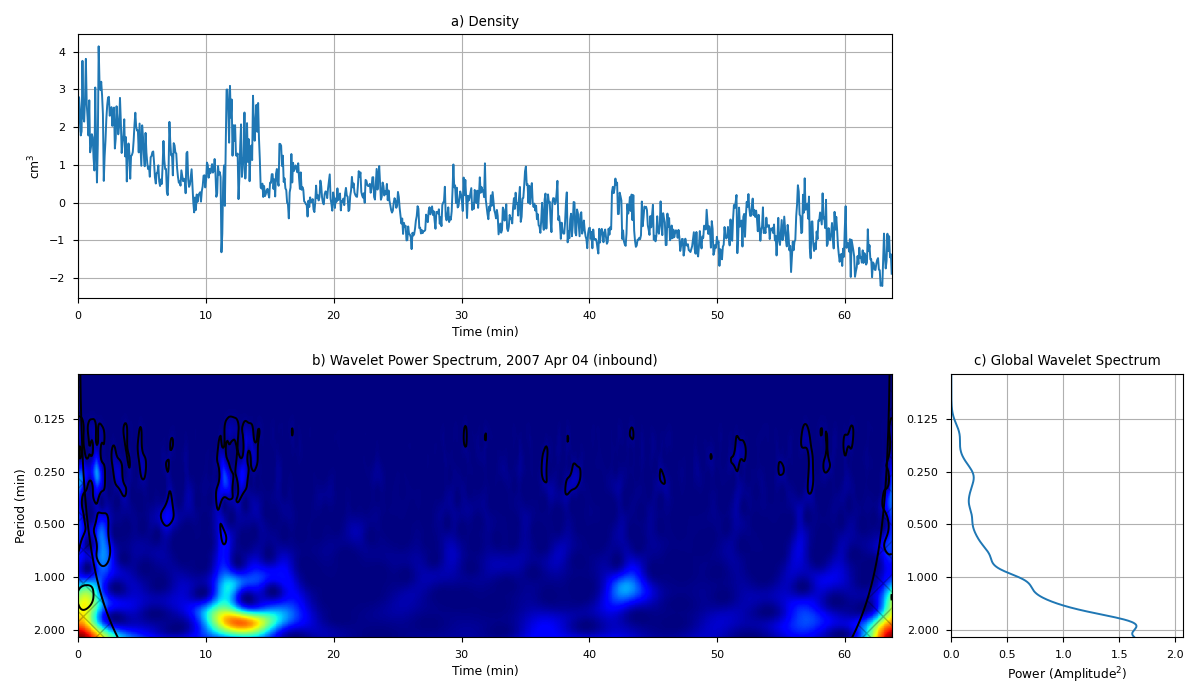 a) Density
4
3
2
1
0
−1
−2
cm³
0 10 20 30 40 50 60
Time (min)
b) Wavelet Power Spectrum, 2007 Apr 04 (inbound)
0.125
0.250
0.500
1.000
2.000
Period (min)
0 10 20 30 40 50 60
Time (min)
c) Global Wavelet Spectrum
0.125
0.250
0.500
1.000
2.000
0.0 0.5 1.0 1.5 2.0
Power (Amplitude²)